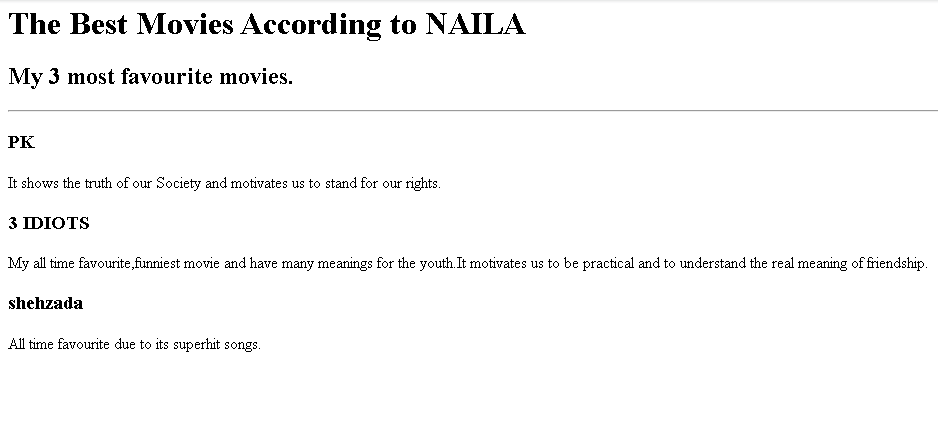 The Best Movies According to NAILA
My 3 most favourite movies.
PK
It shows the truth of our Society and motivates us to stand for our rights.
3 IDIOTS
My all time favourite,funniest movie and have many meanings for the youth.It motivates us to be practical and to understand the real meaning of friendship.
shehzada
All time favourite due to its superhit songs.